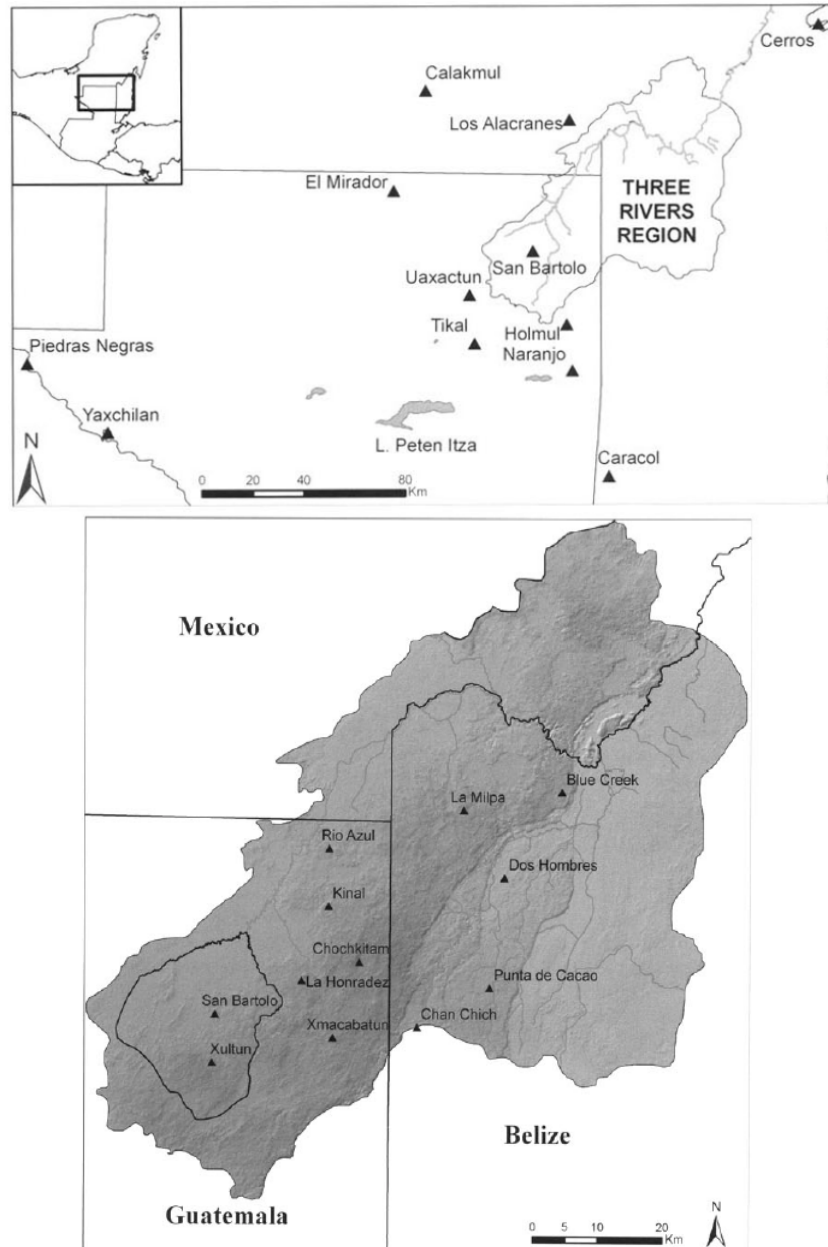 Cerros
Calakmul
Los Alacranes
El Mirador
THREE
RIVERS
REGION
San Bartolo
Uaxactun
Tikal
Holmul
Naranjo
Piedras Negras
Yaxchilan
L. Peten Itza
Caracol
N
0 20 40 80
Km
Mexico
Blue Creek
La Milpa
Rio Azul
Dos Hombres
Kinal
Chochkitam
La Honradez
Punta de Cacao
San Bartolo
Xmacabatun
Chan Chich
Xultun
Belize
Guatemala
N
0 5 10 20
Km